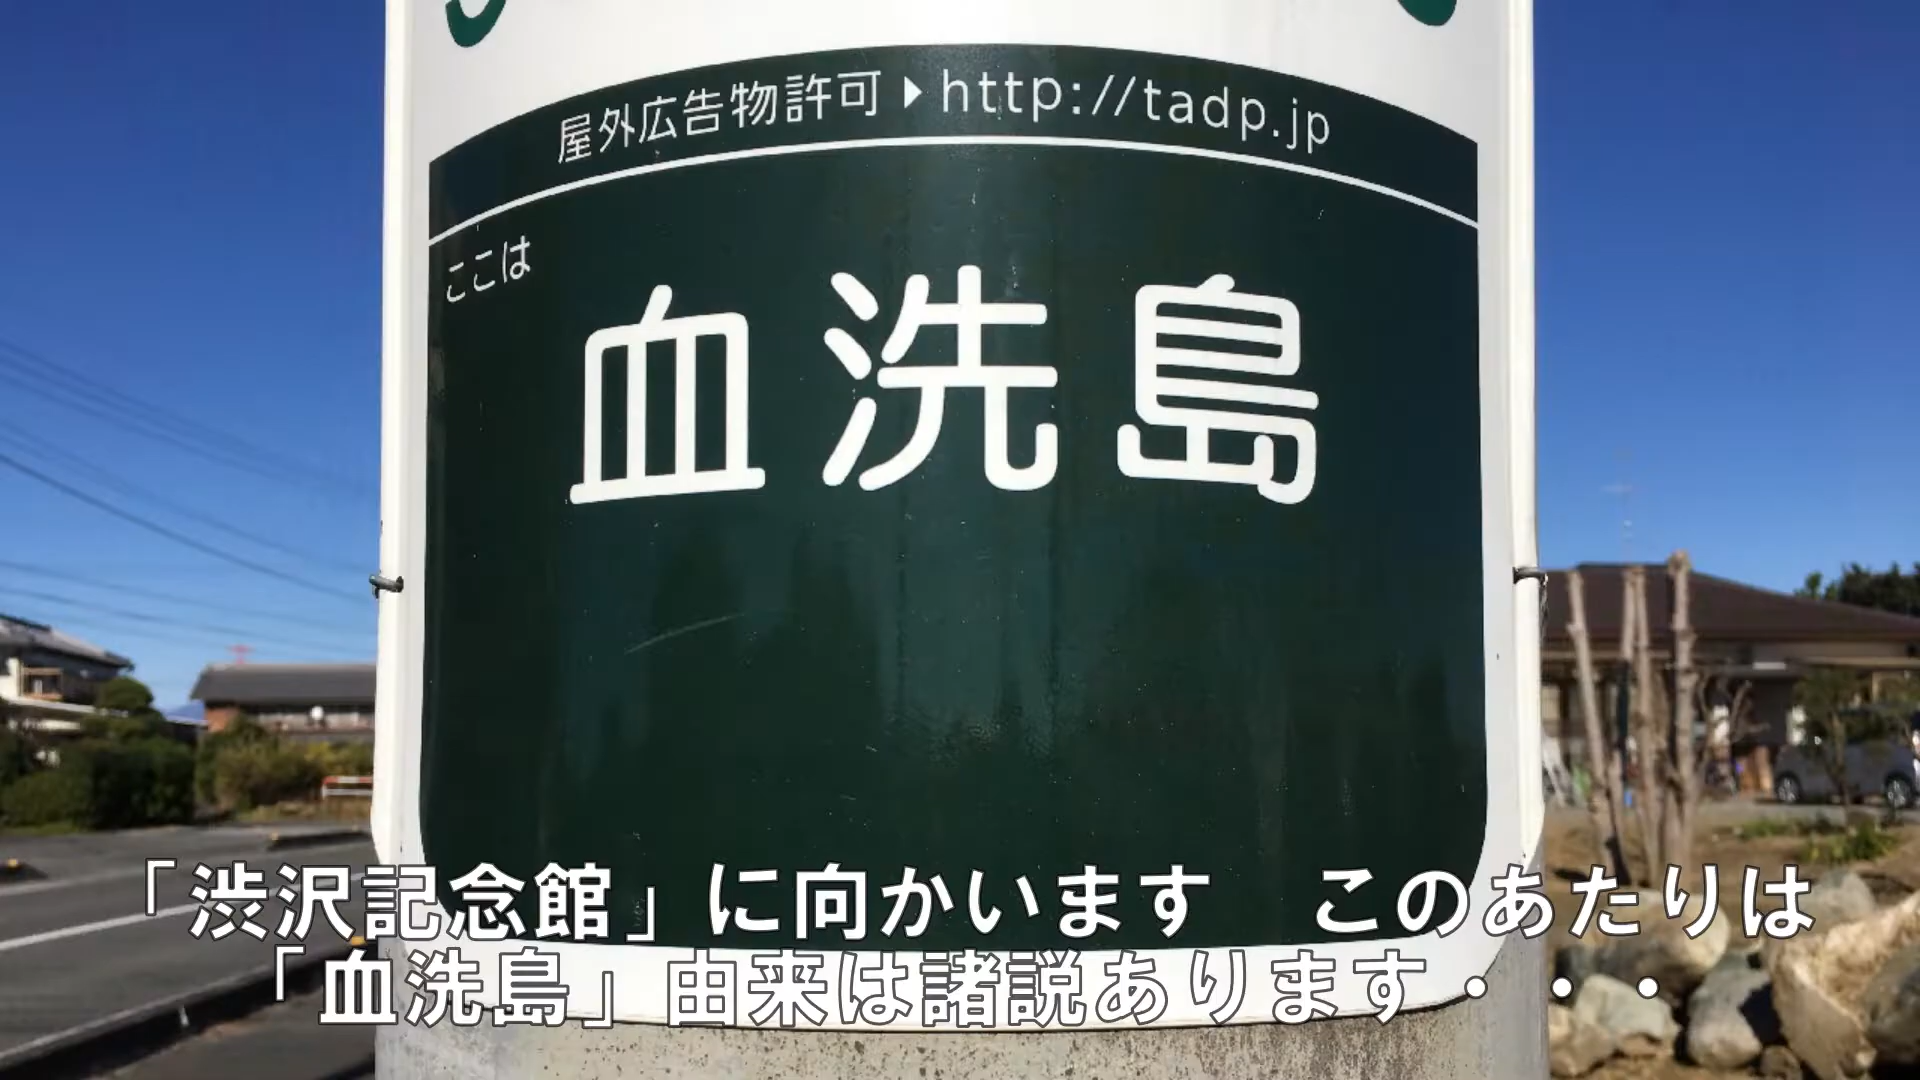 屋外広告物許可▶http://tadp.jp
ここは
血洗島
「渋沢記念館」に向かいます　このあたりは
「血洗島」由来は諸説あります・・・